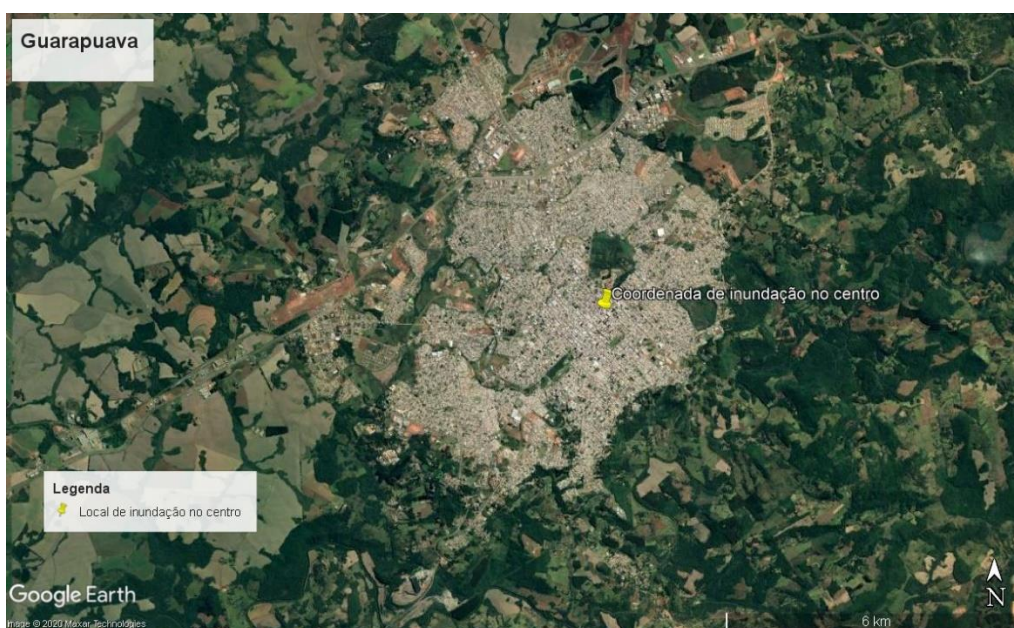 Guarapuava
Coordenada de inundação no centro
Legenda
Local de inundação no centro
Google Earth
N
Image © 2020 Maxar Technologies
6 km